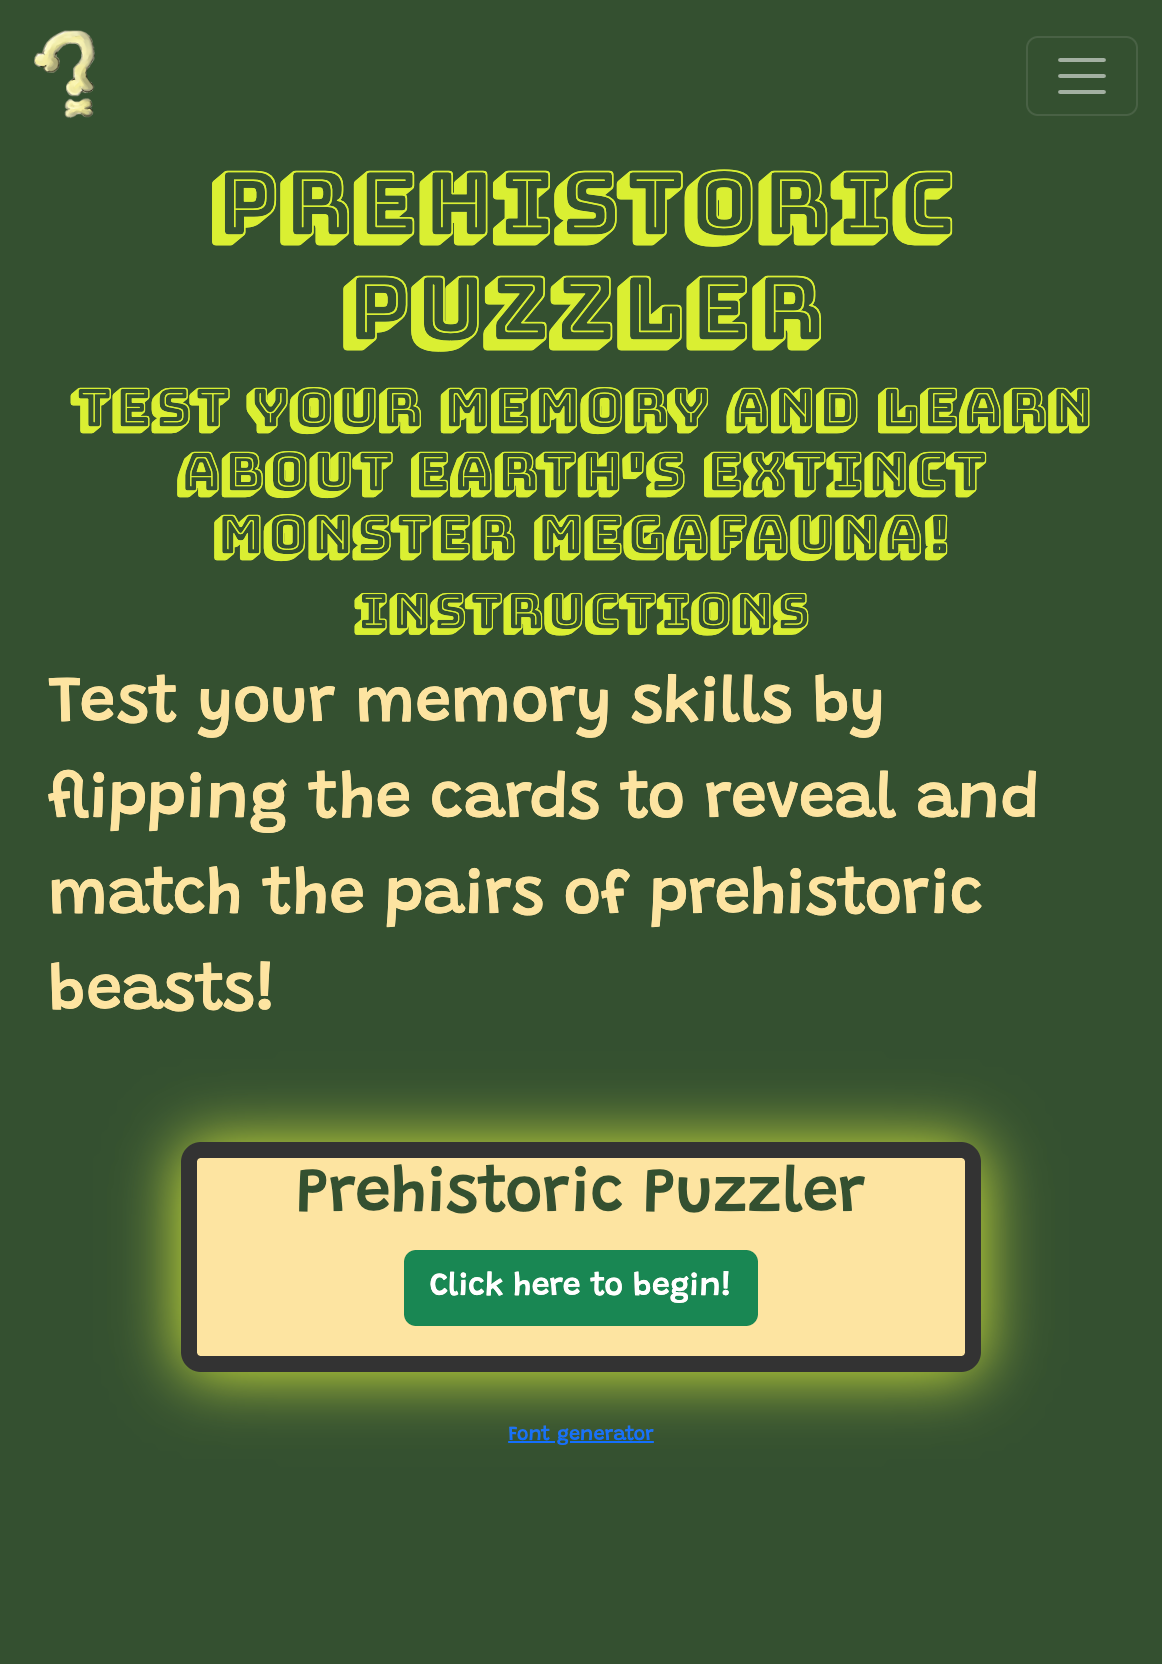 ?
PREHISTORIC
PUZZLER
TEST YOUR MEMORY AND LEARN
ABOUT EARTH'S EXTINCT
MONSTER MEGAFAUNA!
INSTRUCTIONS
Test your memory skills by
flipping the cards to reveal and
match the pairs of prehistoric
beasts!
Prehistoric Puzzler
Click here to begin!
Font generator